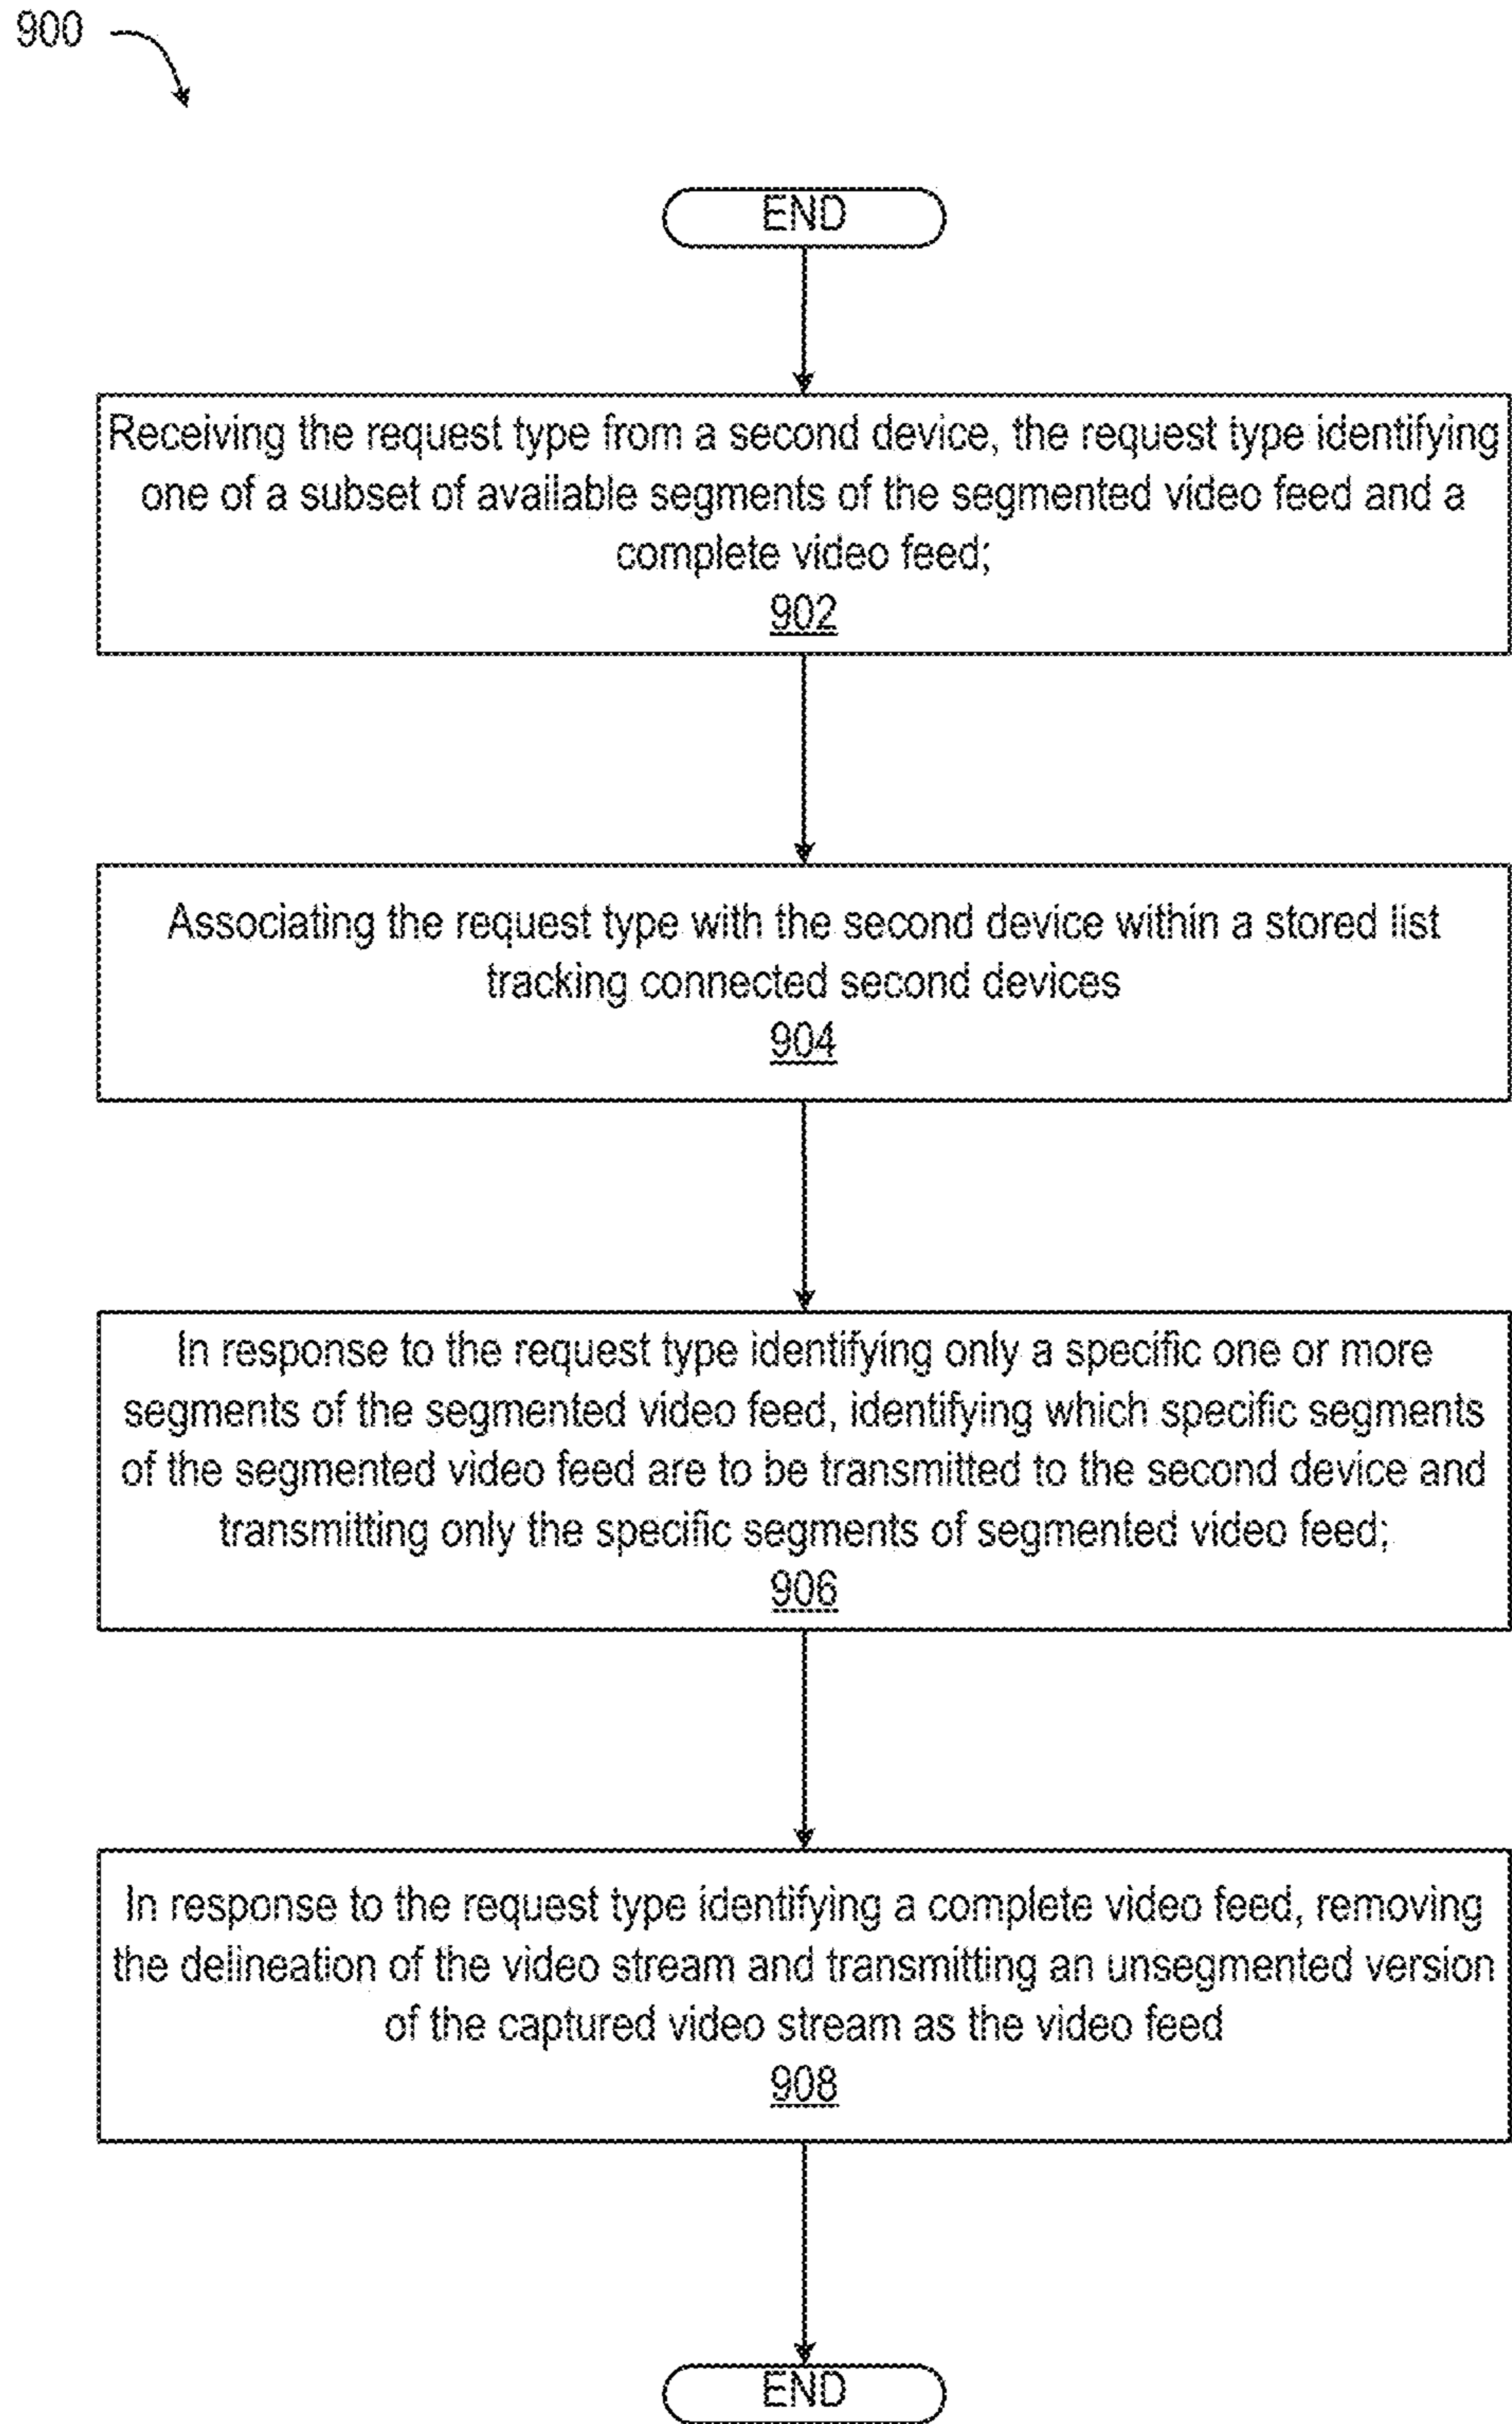 900
END
Receiving the request type from a second device, the request type identifying
one of a subset of available segments of the segmented video feed and a
complete video feed;
902
Associating the request type with the second device within a stored list
tracking connected second devices
904
In response to the request type identifying only a specific one or more
segments of the segmented video feed, identifying which specific segments
of the segmented video feed are to be transmitted to the second device and
transmitting only the specific segments of segmented video feed;
906
In response to the request type identifying a complete video feed, removing
the delineation of the video stream and transmitting an unsegmented version
of the captured video stream as the video feed
908
END